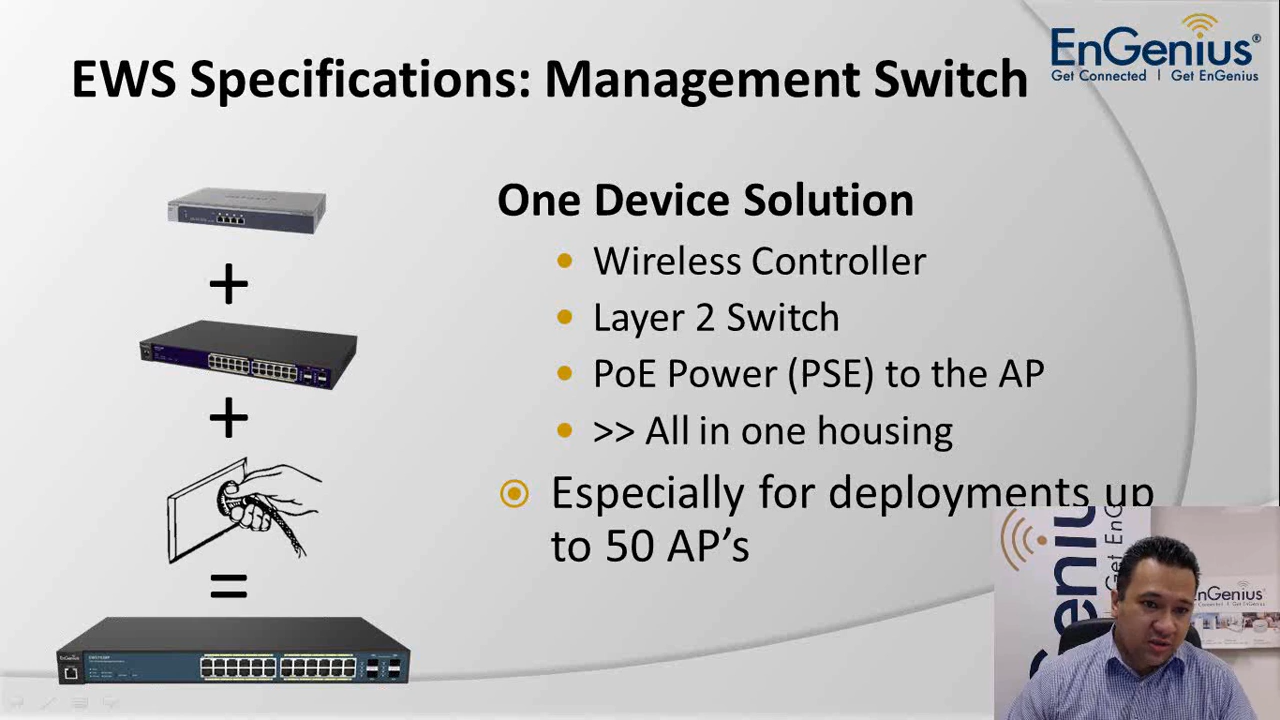 EWS Specifications: Management Switch
EnGenius®
Get Connected | Get EnGenius
One Device Solution
Wireless Controller
Layer 2 Switch
PoE Power (PSE) to the AP
>> All in one housing
Especially for deployments up
to 50 AP's
+
+
=
EnGenius